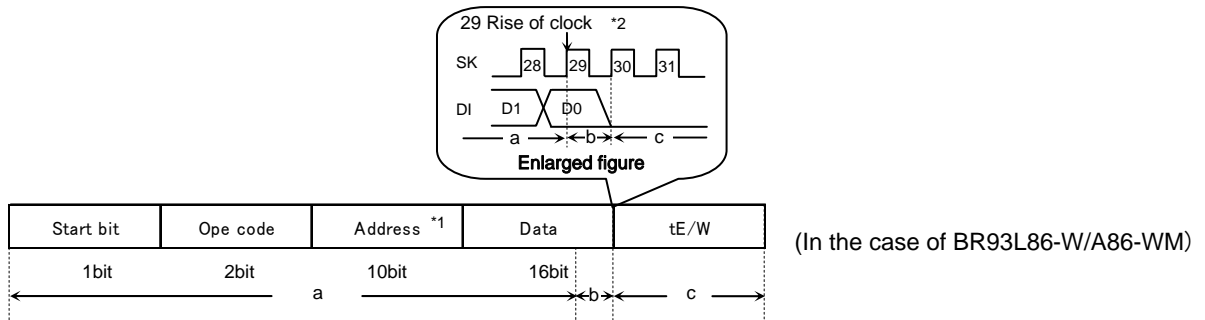 29 Rise of clock *2
SK 28 29 30 31
DI D1 D0
a b c
Enlarged figure
Start bit Ope code Address *1 Data tE/W
(In the case of BR93L86-W/A86-WM)
1bit 2bit 10bit 16bit
a b c